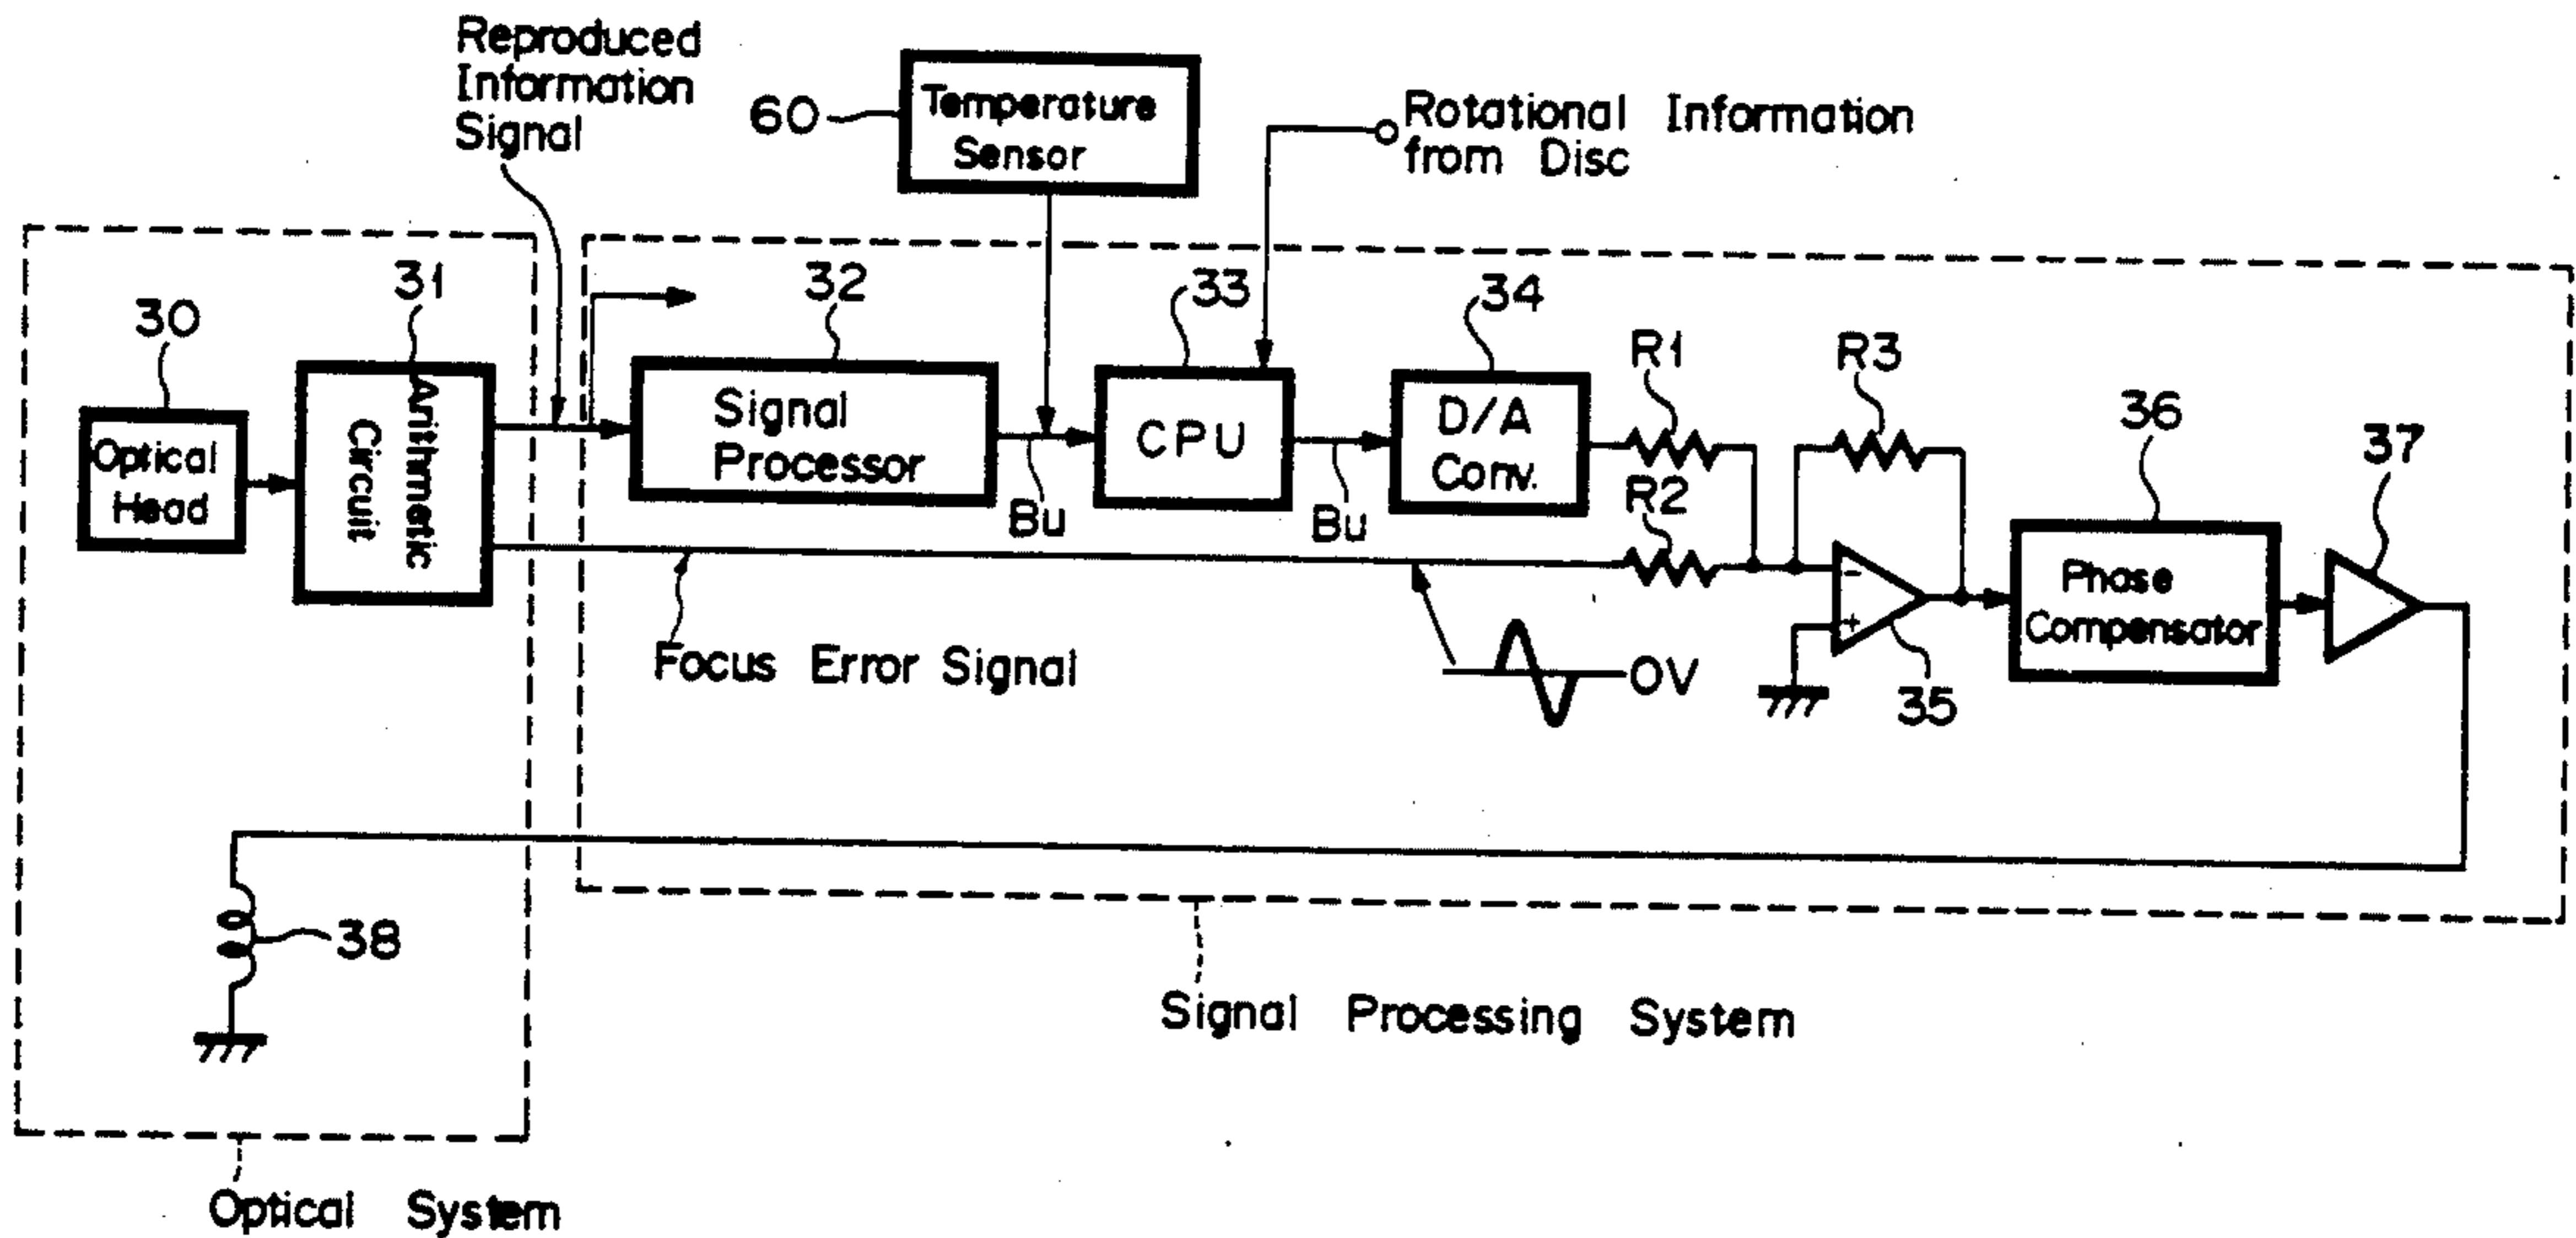 Reproduced
Information
Signal
60
Temperature
Sensor
Rotational Information
from Disc
30
31
32
33
34
R1
R3
36
37
Optical
Head
Arithmetic
Circuit
Signal
Processor
Bu
CPU
Bu
D/A
Conv.
R2
-
+
35
Phase
Compensator
Focus Error Signal
0V
38
Signal Processing System
Optical System